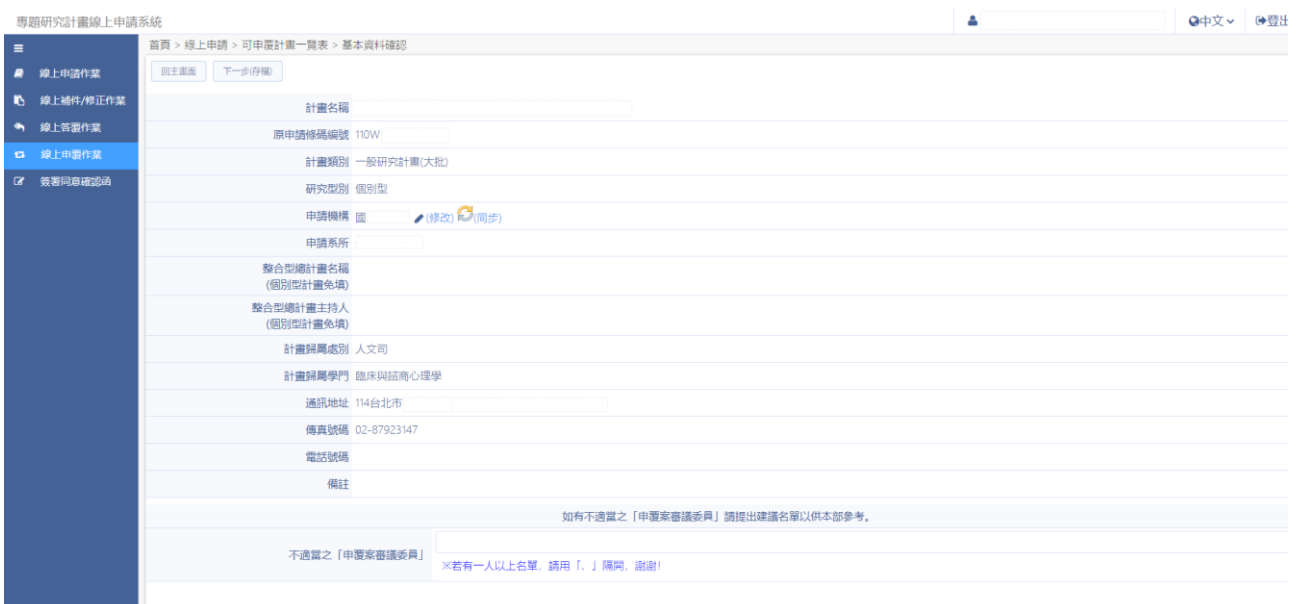 專題研究計畫線上申請系統
中文
登出
首頁 > 線上申請 > 可申覆計畫一覽表 > 基本資料確認
線上申請作業
線上補件/修正作業
線上答覆作業
線上申覆作業
簽署同意確認函
回主畫面 下一步(存檔)
計畫名稱
原申請條碼編號 110W
計畫類別 一般研究計畫(大批)
研究型別 個別型
申請機構 國 (修改) (同步)
申請系所
整合型總計畫名稱
(個別型計畫免填)
整合型總計畫主持人
(個別型計畫免填)
計畫歸屬處別 人文司
計畫歸屬學門 臨床與諮商心理學
通訊地址 114台北市
傳真號碼 02-87923147
電話號碼
備註
如有不適當之「申覆案審議委員」請提出建議名單以供本部參考。
不適當之「申覆案審議委員」
※若有一人以上名單，請用「、」隔開，謝謝!